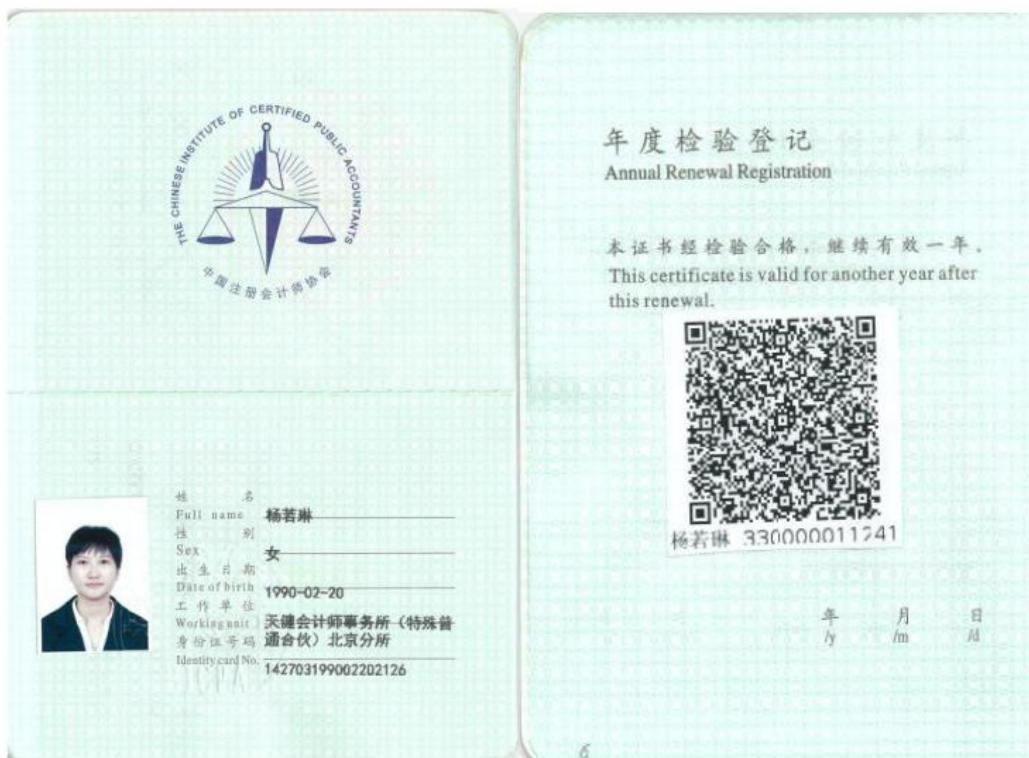 THE CHINESE INSTITUTE OF CERTIFIED PUBLIC ACCOUNTANTS
中国注册会计师协会
姓 名
Full name 杨若琳
性 别
Sex 女
出生日期
Date of birth 1990-02-20
工作单位
Working unit 天健会计师事务所（特殊普
通合伙）北京分所
身份证号码
Identity card No. 142703199002202126
年度检验登记
Annual Renewal Registration
本证书经检验合格，继续有效一年。
This certificate is valid for another year after
this renewal.
杨若琳 330000011241
年 月 日
/y /m /d
6